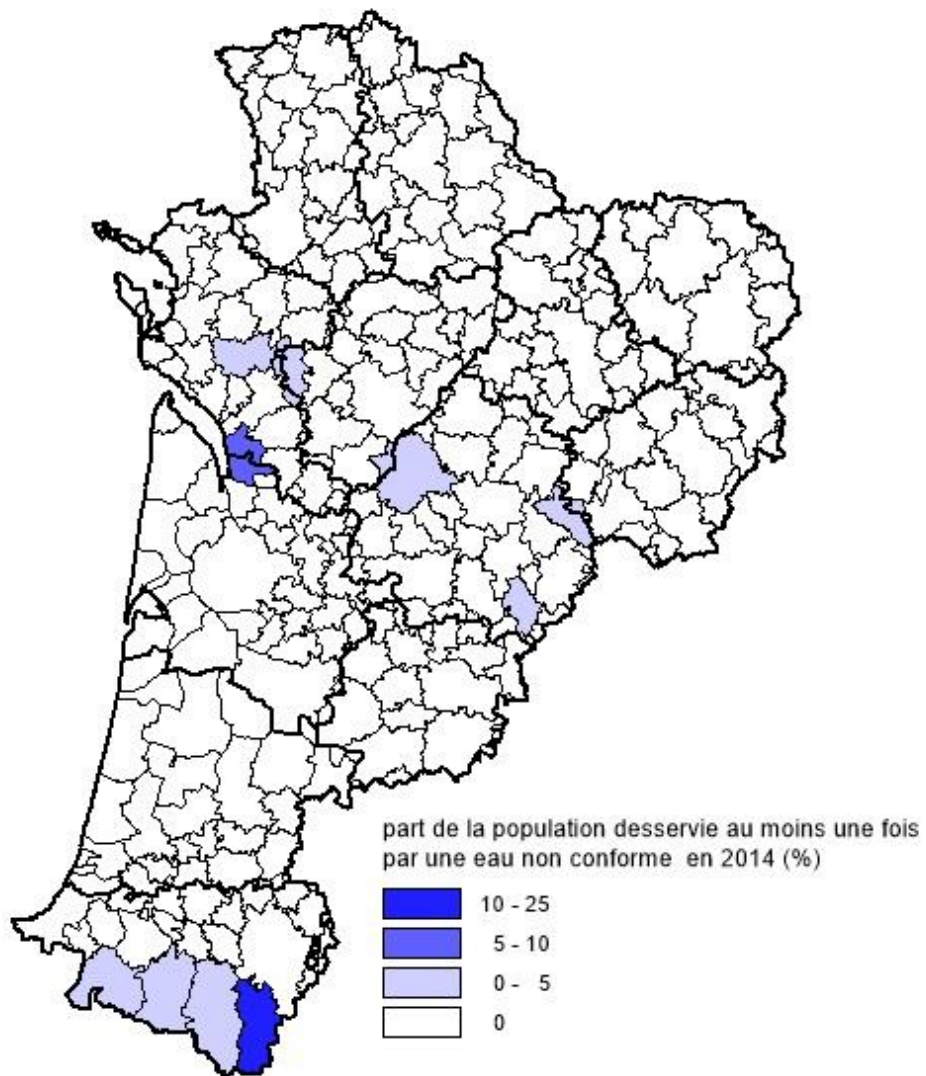 part de la population desservie au moins une fois
par une eau non conforme en 2014 (%)
10 - 25
5 - 10
0 - 5
0